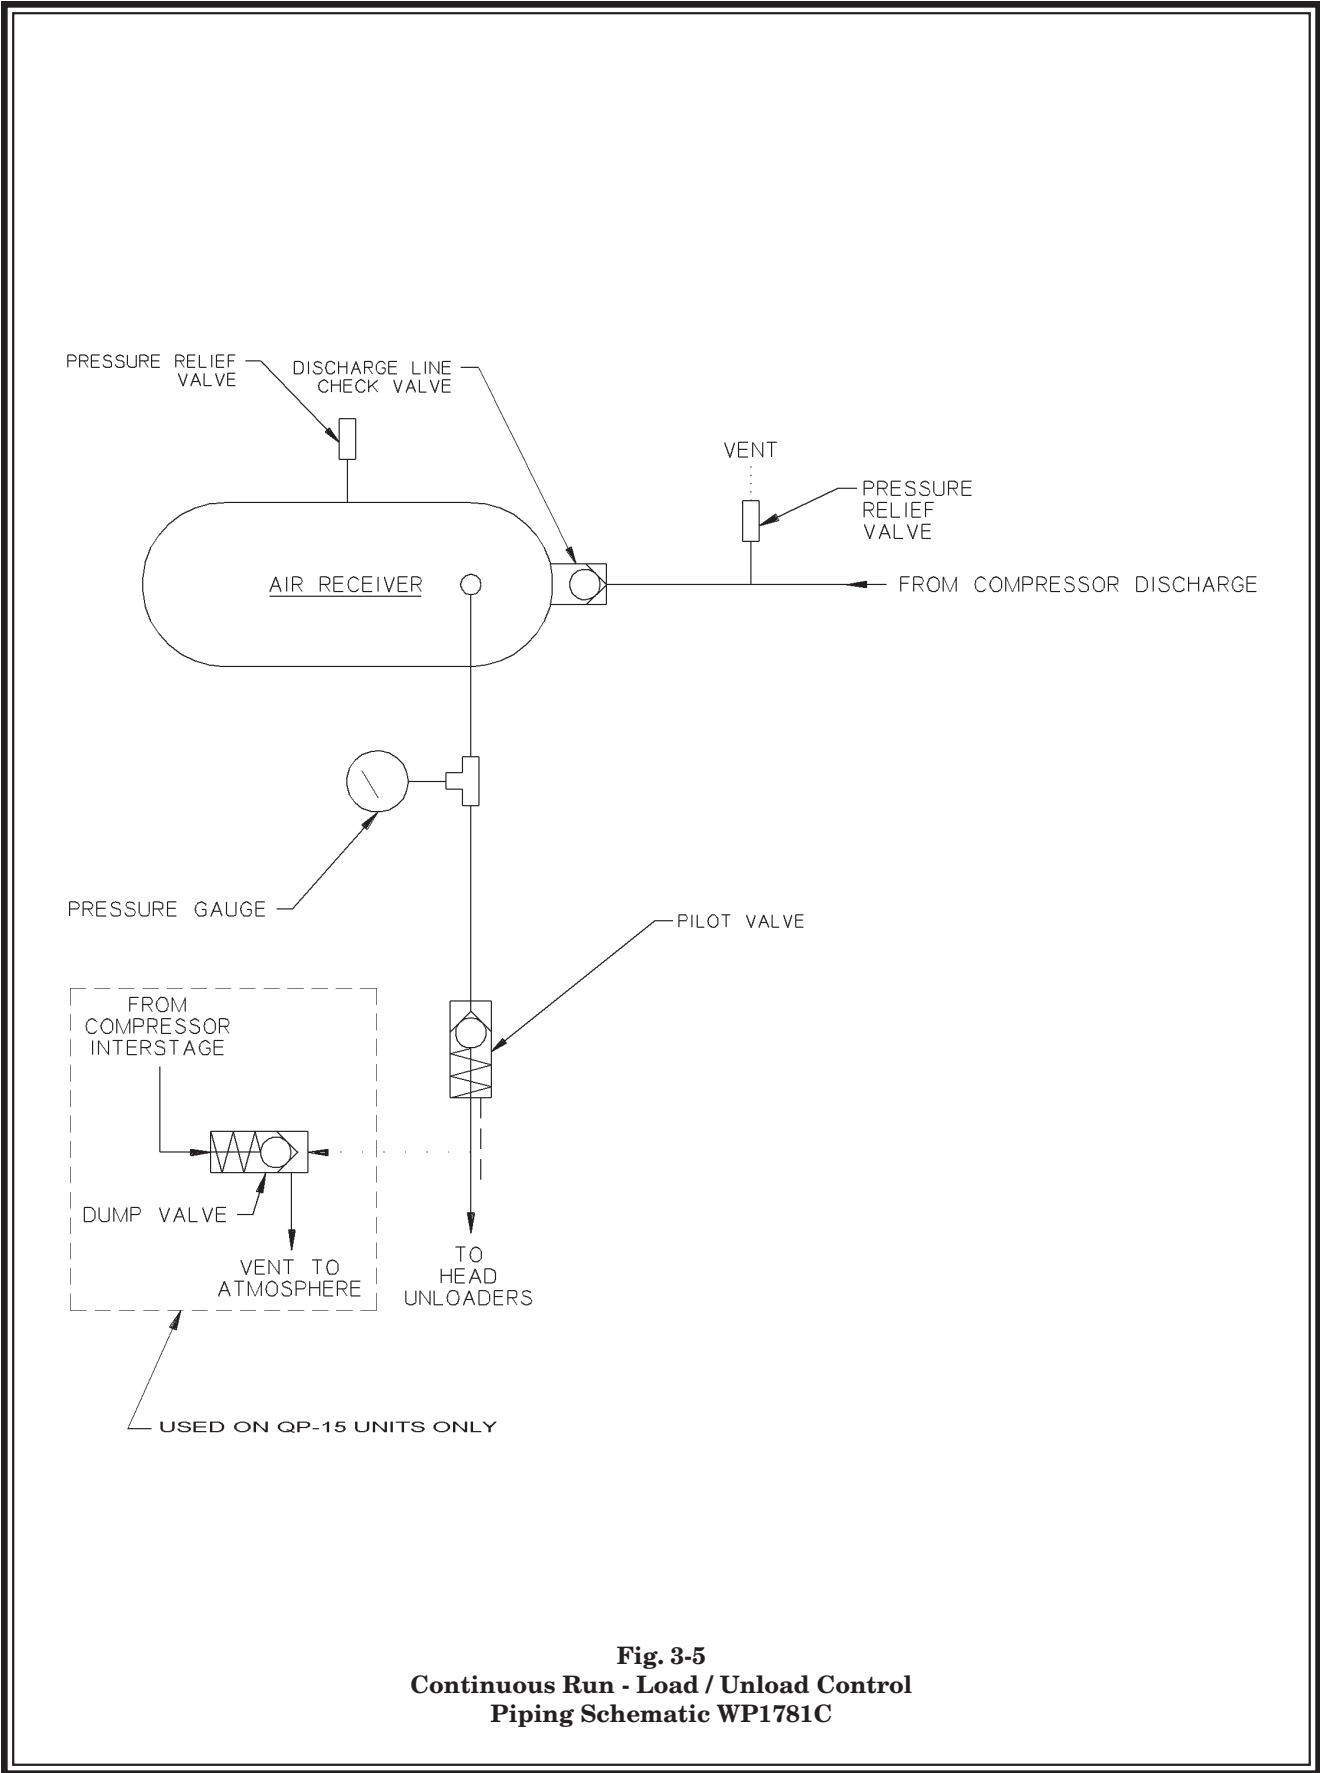 PRESSURE RELIEF
VALVE
DISCHARGE LINE
CHECK VALVE
VENT
PRESSURE
RELIEF
VALVE
AIR RECEIVER
FROM COMPRESSOR DISCHARGE
PRESSURE GAUGE
PILOT VALVE
FROM
COMPRESSOR
INTERSTAGE
DUMP VALVE
VENT TO
ATMOSPHERE
TO
HEAD
UNLOADERS
USED ON QP-15 UNITS ONLY
Fig. 3-5
Continuous Run - Load / Unload Control
Piping Schematic WP1781C